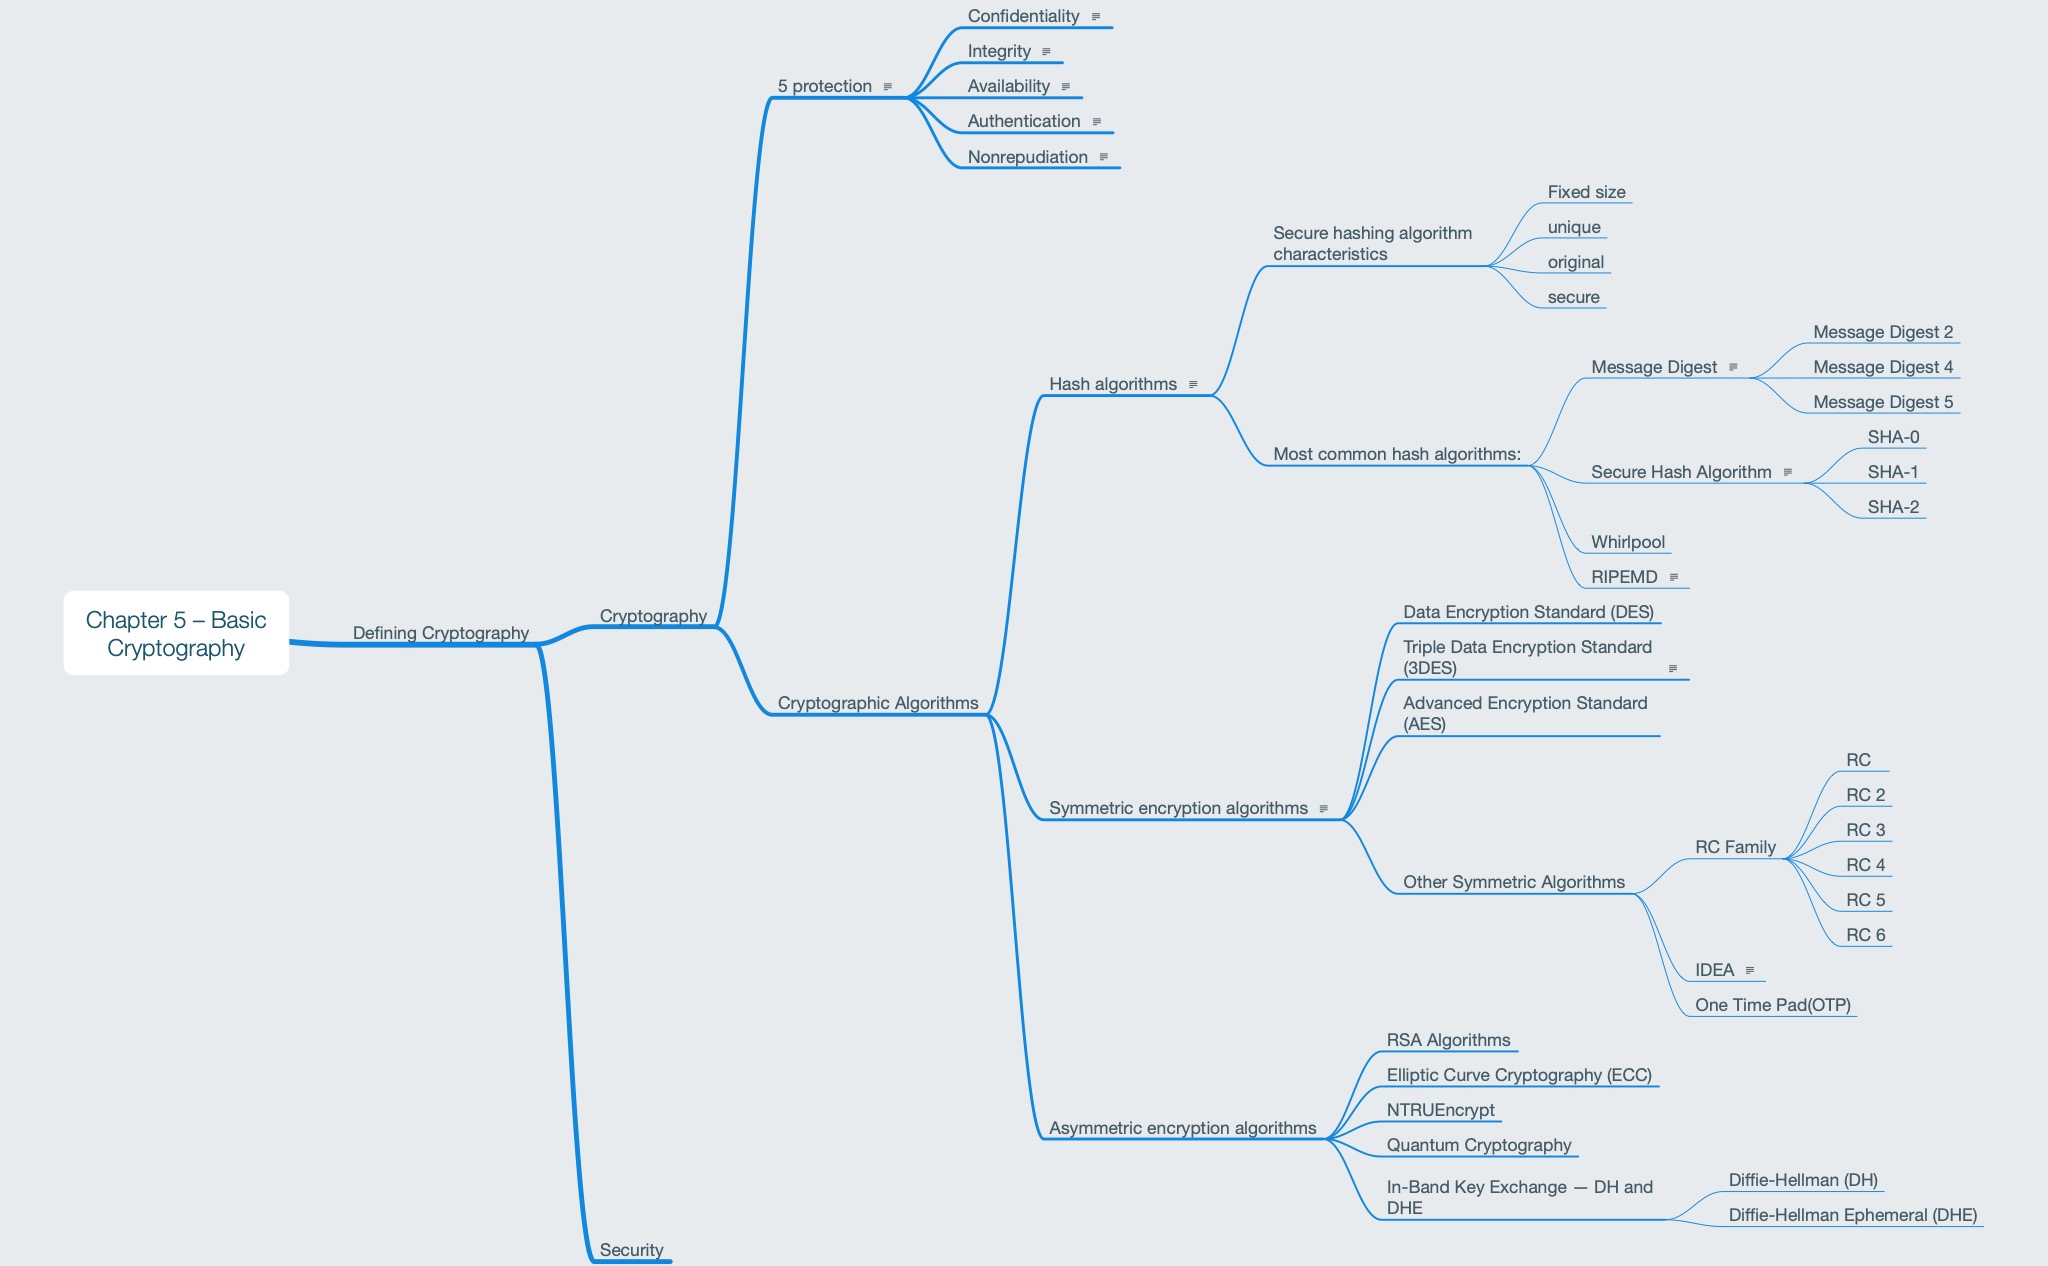 Confidentiality
Integrity
5 protection
Availability
Authentication
Nonrepudiation
Fixed size
Secure hashing algorithm
characteristics
unique
original
secure
Message Digest 2
Message Digest
Message Digest 4
Message Digest 5
Hash algorithms
Most common hash algorithms:
SHA-0
Secure Hash Algorithm
SHA-1
SHA-2
Whirlpool
RIPEMD
Chapter 5 – Basic
Cryptography
Defining Cryptography
Cryptography
Cryptographic Algorithms
Data Encryption Standard (DES)
Triple Data Encryption Standard
(3DES)
Advanced Encryption Standard
(AES)
Symmetric encryption algorithms
RC
RC 2
RC 3
RC Family
RC 4
RC 5
RC 6
Other Symmetric Algorithms
IDEA
One Time Pad(OTP)
RSA Algorithms
Elliptic Curve Cryptography (ECC)
NTRUEncrypt
Asymmetric encryption algorithms
Quantum Cryptography
In-Band Key Exchange — DH and
DHE
Diffie-Hellman (DH)
Diffie-Hellman Ephemeral (DHE)
Security